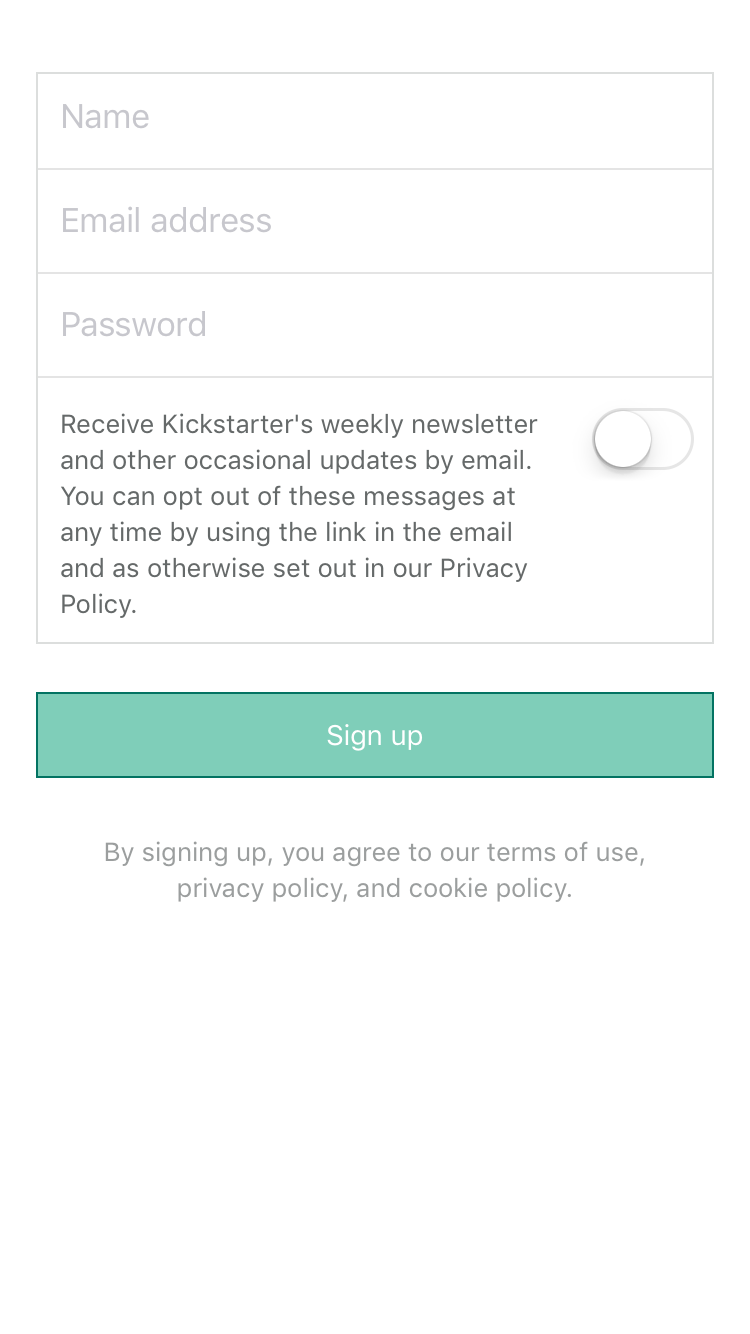 Name
Email address
Password
Receive Kickstarter's weekly newsletter
and other occasional updates by email.
You can opt out of these messages at
any time by using the link in the email
and as otherwise set out in our Privacy
Policy.
Sign up
By signing up, you agree to our terms of use,
privacy policy, and cookie policy.